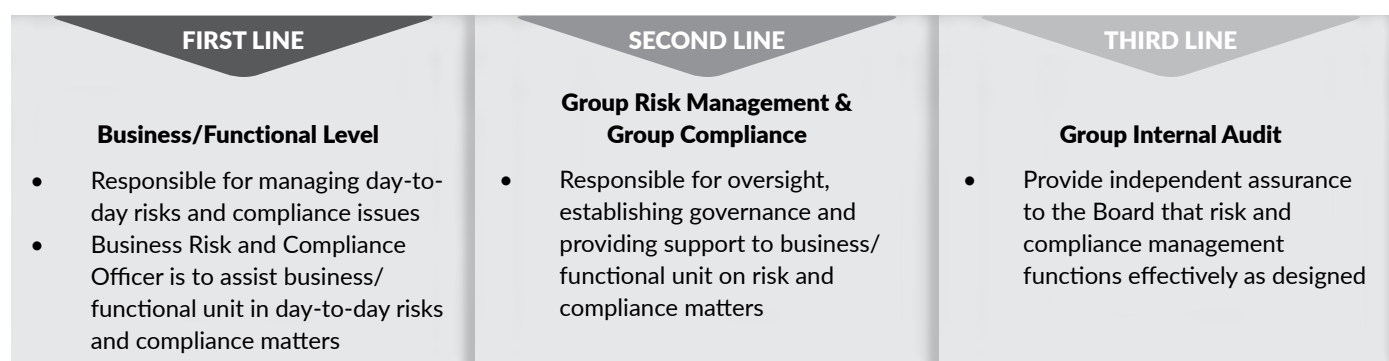 FIRST LINE
Business/Functional Level
• Responsible for managing day-to-
day risks and compliance issues
• Business Risk and Compliance
Officer is to assist business/
functional unit in day-to-day risks
and compliance matters
SECOND LINE
Group Risk Management &
Group Compliance
• Responsible for oversight,
establishing governance and
providing support to business/
functional unit on risk and
compliance matters
THIRD LINE
Group Internal Audit
• Provide independent assurance
to the Board that risk and
compliance management
functions effectively as designed